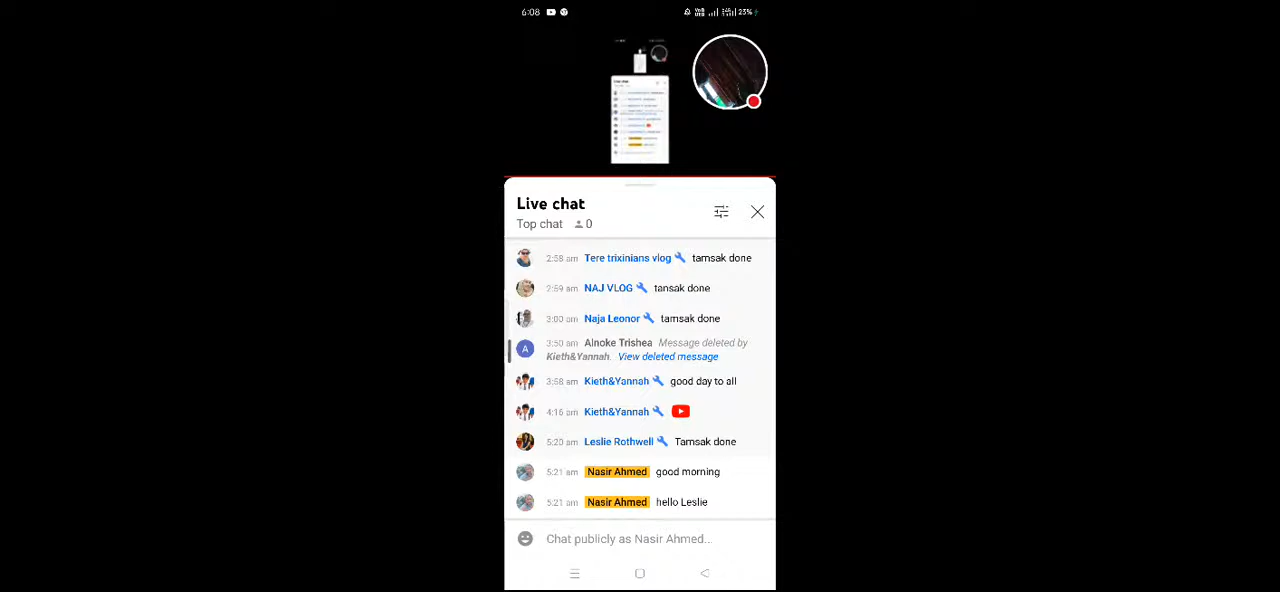 6:08 23%
Live chat
Top chat 0
2:58 am Tere trixinians vlog tamsak done
2:59 am NAJ VLOG tansak done
3:00 am Naja Leonor tamsak done
A 3:50 am Alnoke Trishea Message deleted by
Kieth&Yannah. View deleted message
3:58 am Kieth&Yannah good day to all
4:16 am Kieth&Yannah
5:20 am Leslie Rothwell Tamsak done
5:21 am Nasir Ahmed good morning
5:21 am Nasir Ahmed hello Leslie
Chat publicly as Nasir Ahmed...